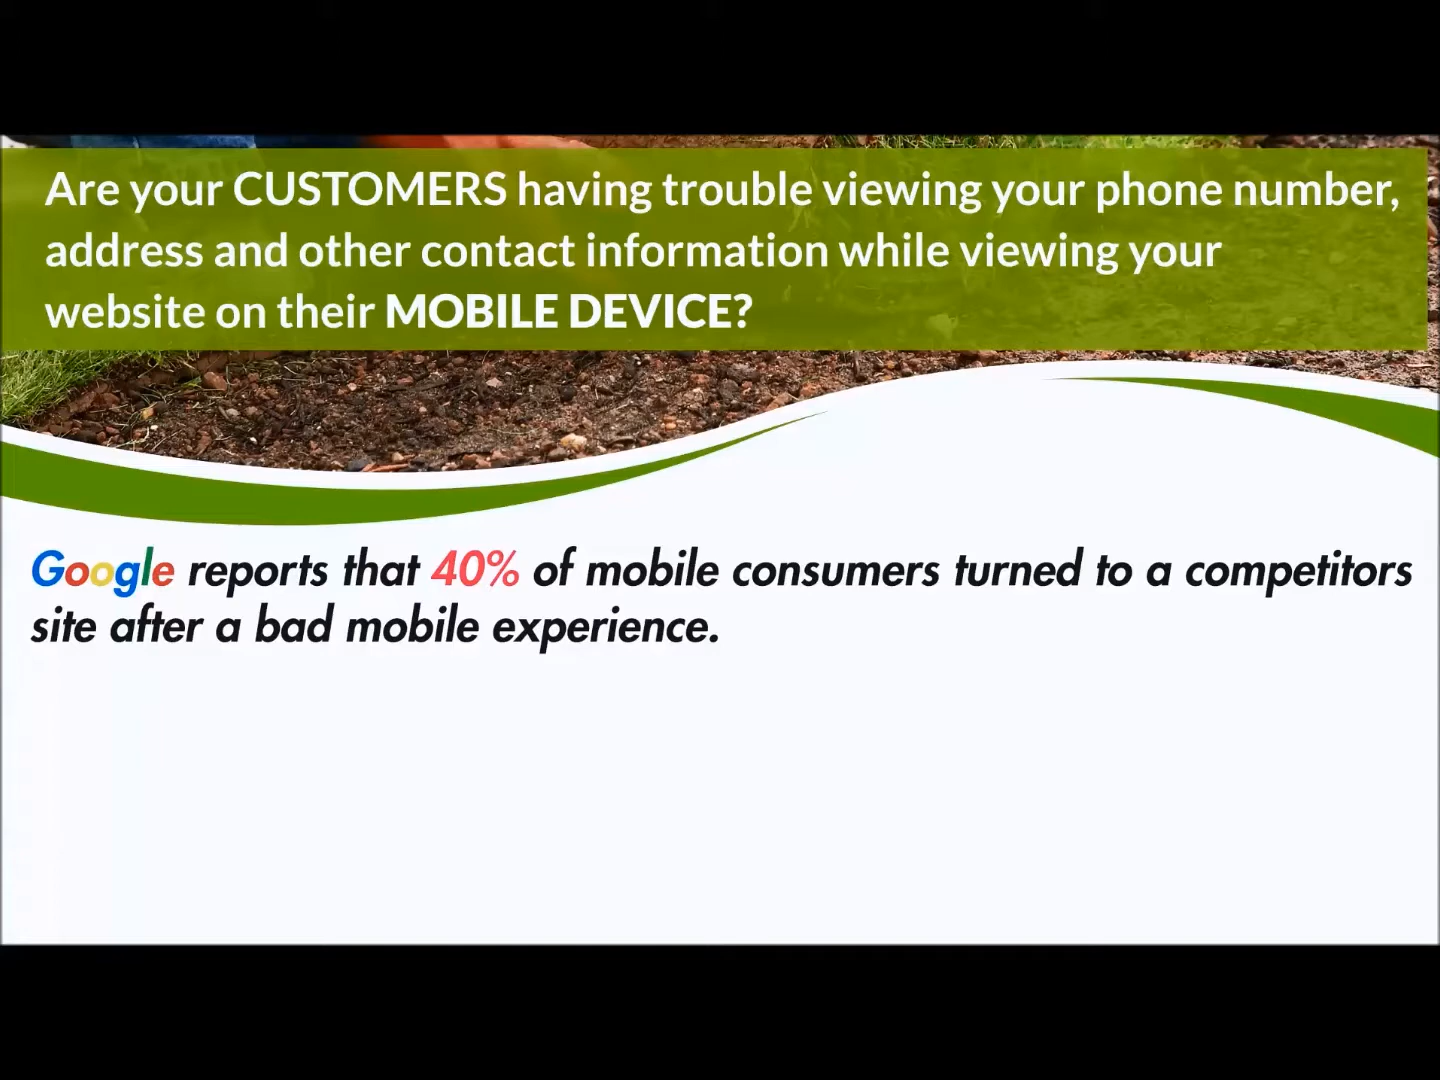 Are your CUSTOMERS having trouble viewing your phone number,
address and other contact information while viewing your
website on their MOBILE DEVICE?
Google reports that 40% of mobile consumers turned to a competitors
site after a bad mobile experience.